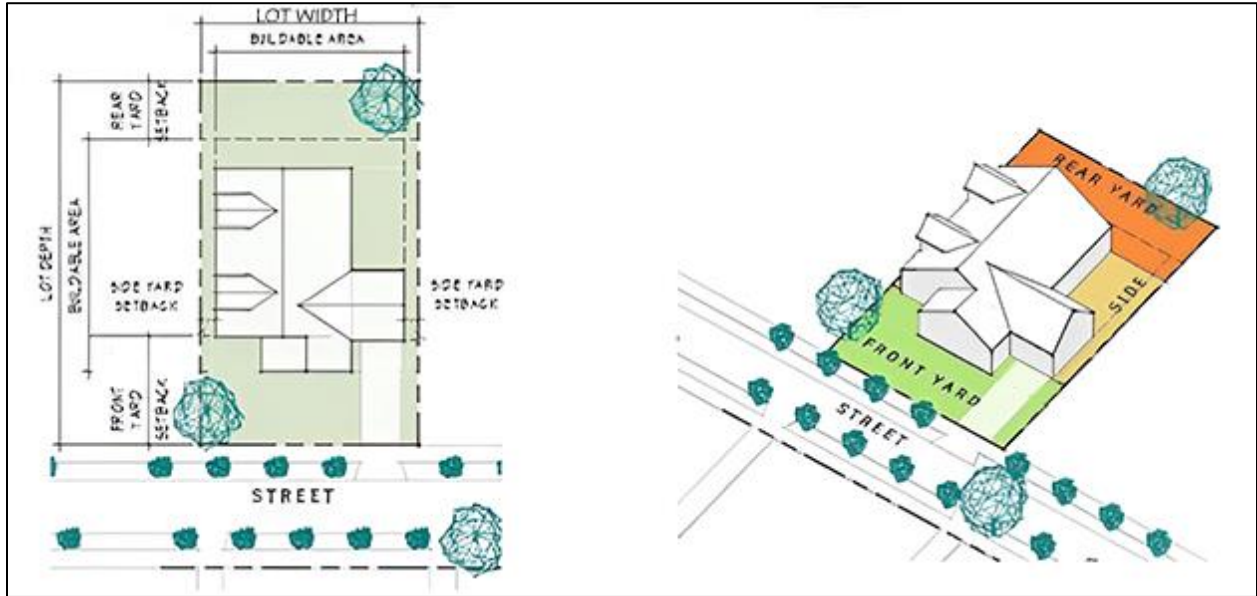 LOT WIDTH
BUILDABLE AREA
REAR
YARD
SETBACK
LOT DEPTH
BUILDABLE AREA
SIDE YARD
SETBACK
SIDE YARD
SETBACK
FRONT
YARD
SETBACK
STREET
REAR YARD
SIDE
FRONT YARD
STREET